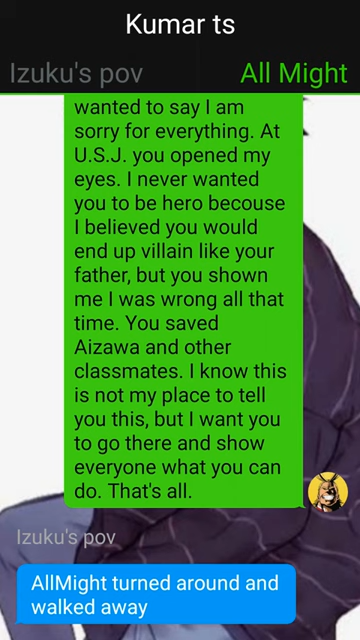 Kumar ts
Izuku's pov All Might
wanted to say I am
sorry for everything. At
U.S.J. you opened my
eyes. I never wanted
you to be hero becouse
I believed you would
end up villain like your
father, but you shown
me I was wrong all that
time. You saved
Aizawa and other
classmates. I know this
is not my place to tell
you this, but I want you
to go there and show
everyone what you can
do. That's all.
Izuku's pov
AllMight turned around and
walked away